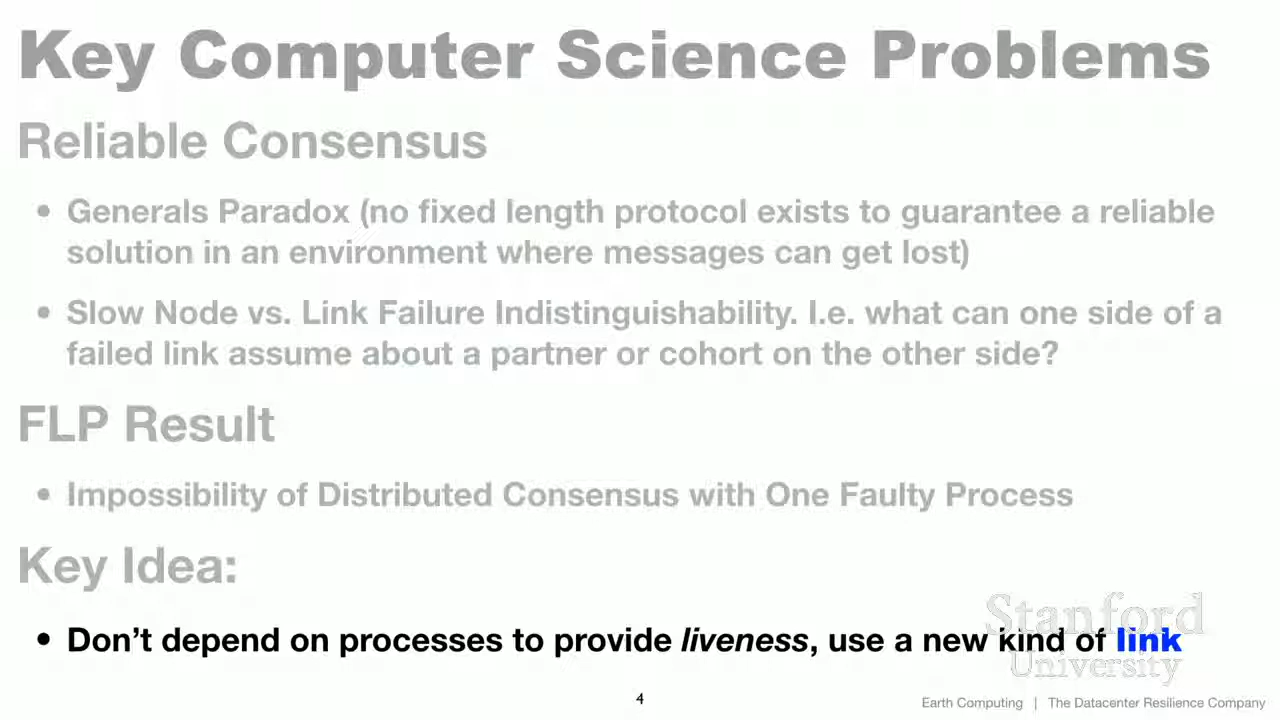 Key Computer Science Problems
Reliable Consensus
• Generals Paradox (no fixed length protocol exists to guarantee a reliable
solution in an environment where messages can get lost)
• Slow Node vs. Link Failure Indistinguishability. I.e. what can one side of a
failed link assume about a partner or cohort on the other side?
FLP Result
• Impossibility of Distributed Consensus with One Faulty Process
Key Idea:
• Don't depend on processes to provide liveness, use a new kind of link
Stanford
University
4
Earth Computing | The Datacenter Resilience Company